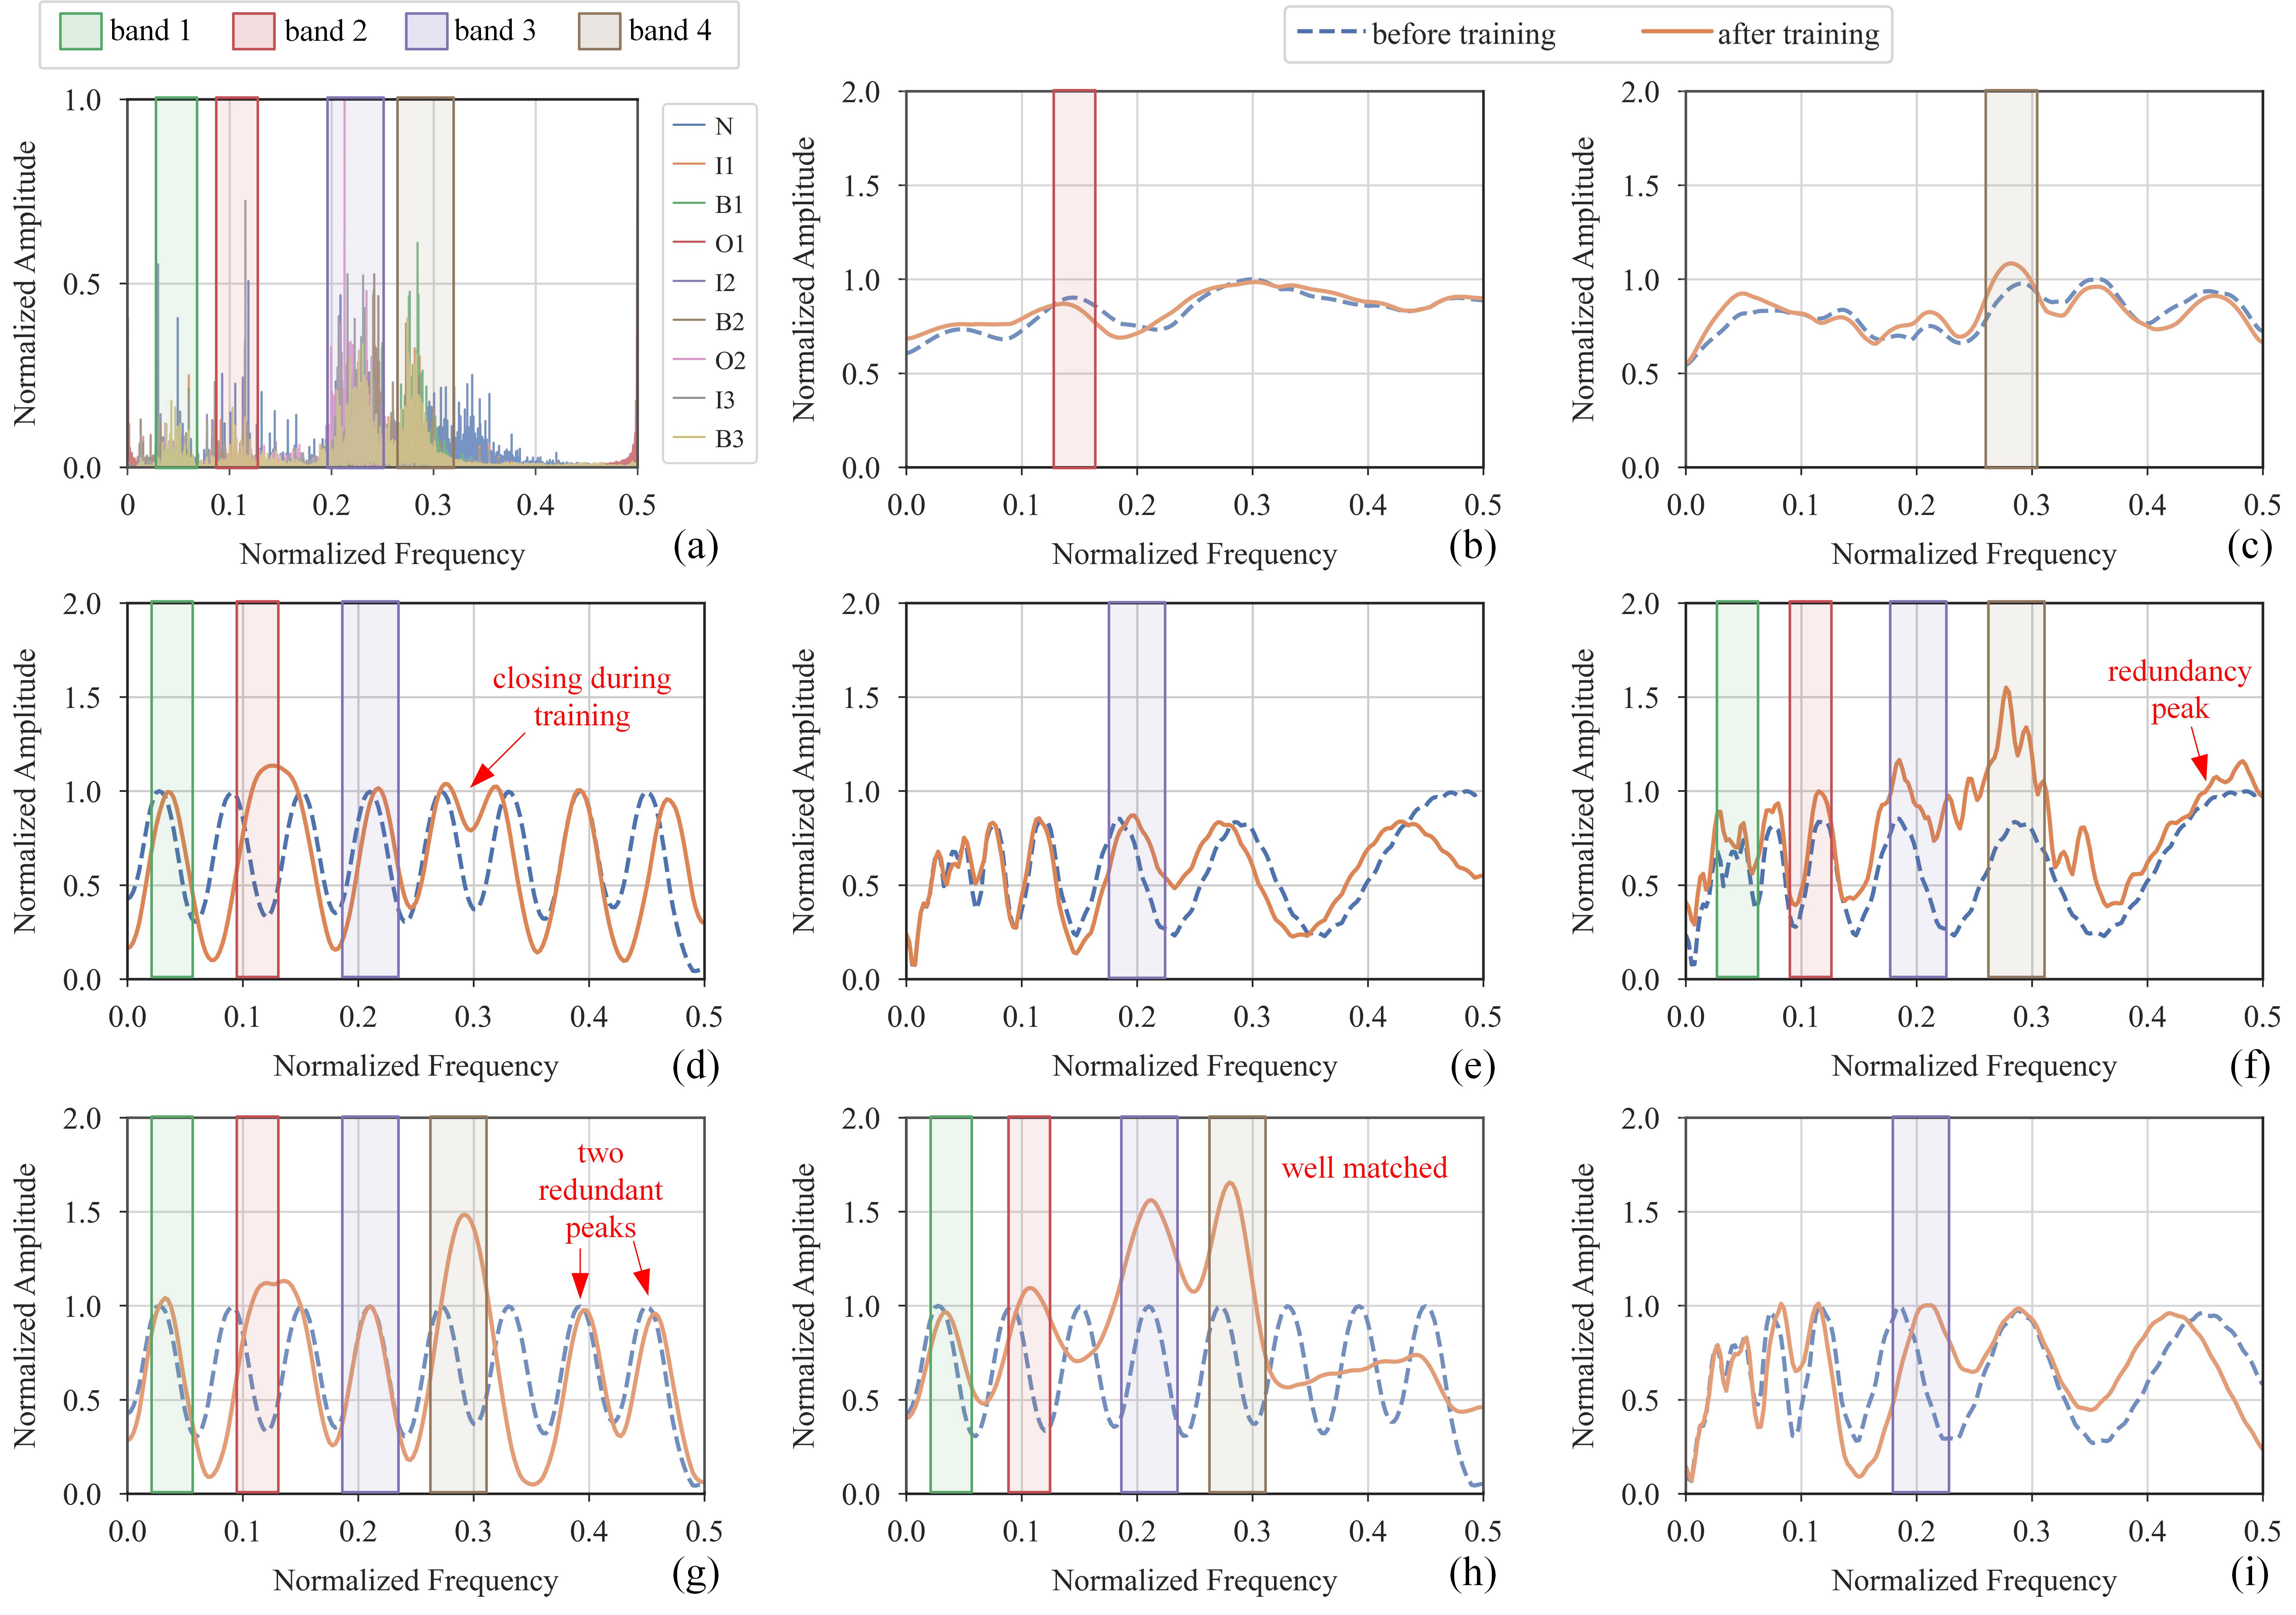 band 1 band 2 band 3 band 4
before training after training
1.0
0.5
0.0
Normalized Amplitude
0 0.1 0.2 0.3 0.4 0.5
Normalized Frequency
(a)
N
I1
B1
O1
I2
B2
O2
I3
B3
2.0
1.5
1.0
0.5
0.0
Normalized Amplitude
0.0 0.1 0.2 0.3 0.4 0.5
Normalized Frequency
(b)
2.0
1.5
1.0
0.5
0.0
Normalized Amplitude
0.0 0.1 0.2 0.3 0.4 0.5
Normalized Frequency
(c)
2.0
1.5
1.0
0.5
0.0
Normalized Amplitude
closing during
training
0.0 0.1 0.2 0.3 0.4 0.5
Normalized Frequency
(d)
2.0
1.5
1.0
0.5
0.0
Normalized Amplitude
0.0 0.1 0.2 0.3 0.4 0.5
Normalized Frequency
(e)
2.0
1.5
1.0
0.5
0.0
Normalized Amplitude
redundancy
peak
0.0 0.1 0.2 0.3 0.4 0.5
Normalized Frequency
(f)
2.0
1.5
1.0
0.5
0.0
Normalized Amplitude
two
redundant
peaks
0.0 0.1 0.2 0.3 0.4 0.5
Normalized Frequency
(g)
2.0
1.5
1.0
0.5
0.0
Normalized Amplitude
well matched
0.0 0.1 0.2 0.3 0.4 0.5
Normalized Frequency
(h)
2.0
1.5
1.0
0.5
0.0
Normalized Amplitude
0.0 0.1 0.2 0.3 0.4 0.5
Normalized Frequency
(i)